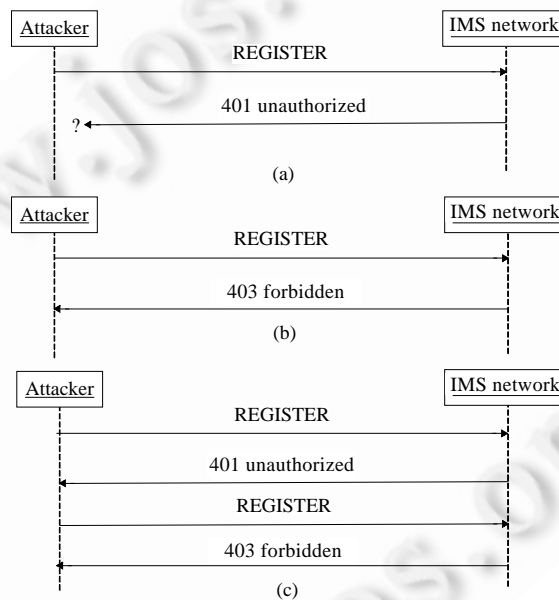 Attacker IMS network
REGISTER
401 unauthorized
?
(a)
Attacker IMS network
REGISTER
403 forbidden
(b)
Attacker IMS network
REGISTER
401 unauthorized
REGISTER
403 forbidden
(c)